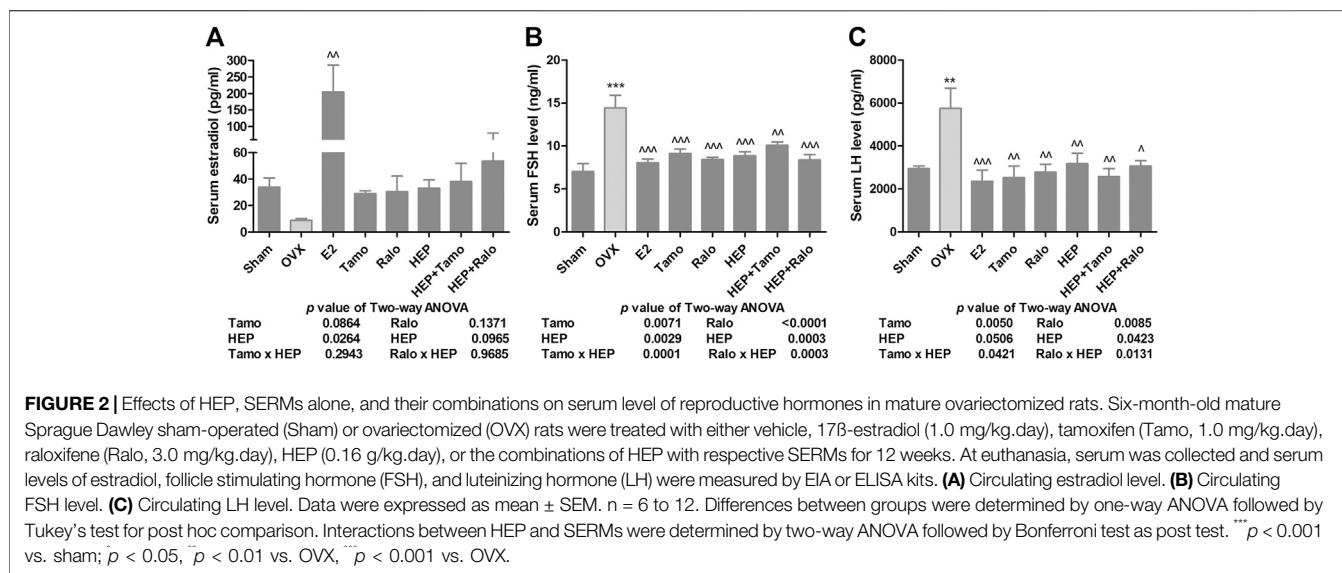 A
B
C
Serum estradiol (pg/ml)
300
250
200
150
100
60
40
20
0
^^
Sham
OVX
E2
Tamo
Ralo
HEP
HEP+Tamo
HEP+Ralo
Serum FSH level (ng/ml)
20
15
10
5
0
***
^^^
^^^
^^^
^^^
^^
^^^
Sham
OVX
E2
Tamo
Ralo
HEP
HEP+Tamo
HEP+Ralo
Serum LH level (pg/ml)
8000
6000
4000
2000
0
**
^^^
^^
^^
^^
^^
^
Sham
OVX
E2
Tamo
Ralo
HEP
HEP+Tamo
HEP+Ralo
p value of Two-way ANOVA
Tamo 0.0864 Ralo 0.1371
HEP 0.0264 HEP 0.0965
Tamo x HEP 0.2943 Ralo x HEP 0.9685
p value of Two-way ANOVA
Tamo 0.0071 Ralo <0.0001
HEP 0.0029 HEP 0.0003
Tamo x HEP 0.0001 Ralo x HEP 0.0003
p value of Two-way ANOVA
Tamo 0.0050 Ralo 0.0085
HEP 0.0506 HEP 0.0423
Tamo x HEP 0.0421 Ralo x HEP 0.0131
FIGURE 2 | Effects of HEP, SERMs alone, and their combinations on serum level of reproductive hormones in mature ovariectomized rats. Six-month-old mature
Sprague Dawley sham-operated (Sham) or ovariectomized (OVX) rats were treated with either vehicle, 17ß-estradiol (1.0 mg/kg.day), tamoxifen (Tamo, 1.0 mg/kg.day),
raloxifene (Ralo, 3.0 mg/kg.day), HEP (0.16 g/kg.day), or the combinations of HEP with respective SERMs for 12 weeks. At euthanasia, serum was collected and serum
levels of estradiol, follicle stimulating hormone (FSH), and luteinizing hormone (LH) were measured by EIA or ELISA kits. (A) Circulating estradiol level. (B) Circulating
FSH level. (C) Circulating LH level. Data were expressed as mean ± SEM. n = 6 to 12. Differences between groups were determined by one-way ANOVA followed by
Tukey's test for post hoc comparison. Interactions between HEP and SERMs were determined by two-way ANOVA followed by Bonferroni test as post test. ***p < 0.001
vs. sham; ^p < 0.05, ^^p < 0.01 vs. OVX, ^^^p < 0.001 vs. OVX.